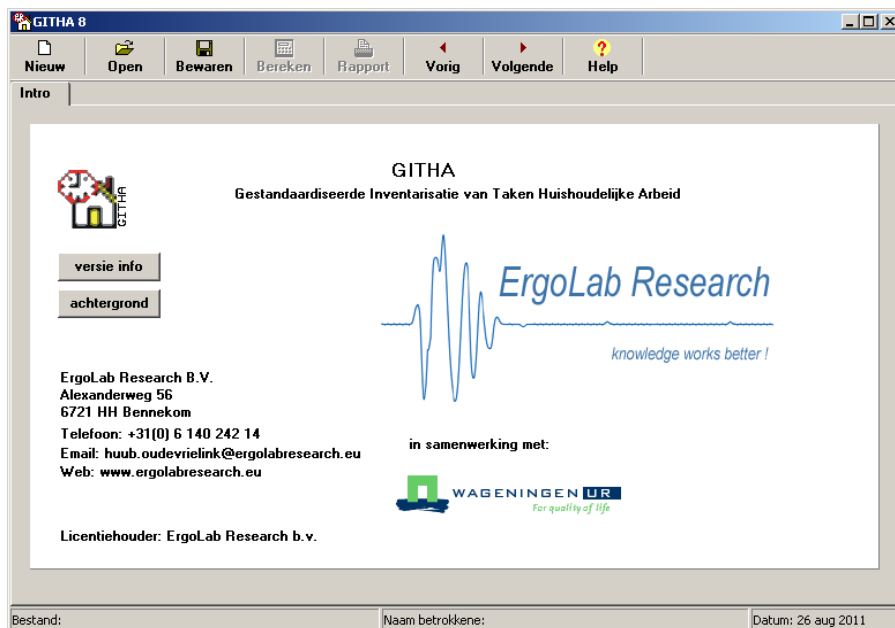 GITHA 8
Nieuw Open Bewaren Bereken Rapport Vorig Volgende Help
Intro
GITHA
Gestandaardiseerde Inventarisatie van Taken Huishoudelijke Arbeid
GITHA
versie info
achtergrond
ErgoLab Research
knowledge works better !
ErgoLab Research B.V.
Alexanderweg 56
6721 HH Bennekom
Telefoon: +31(0) 6 140 242 14
Email: huub.oudevrielink@ergolabresearch.eu
Web: www.ergolabresearch.eu
in samenwerking met:
WAGENINGEN UR
For quality of life
Licentiehouder: ErgoLab Research b.v.
Bestand: Naam betrokkene: Datum: 26 aug 2011